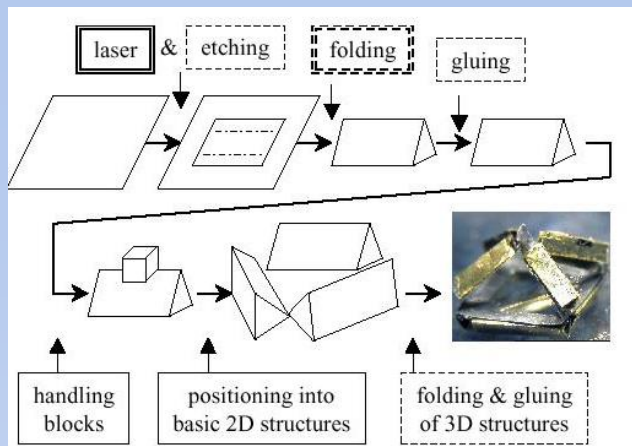 laser & etching folding gluing
handling positioning into folding & gluing
blocks basic 2D structures of 3D structures